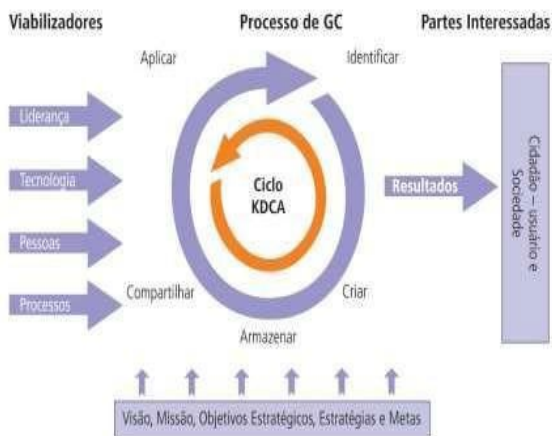 Viabilizadores
Processo de GC
Partes Interessadas
Aplicar
Identificar
Liderança
Tecnologia
Pessoas
Processos
Ciclo
KDCA
Resultados
Cidadão – usuário e
Sociedade
Compartilhar
Criar
Armazenar
Visão, Missão, Objetivos Estratégicos, Estratégias e Metas